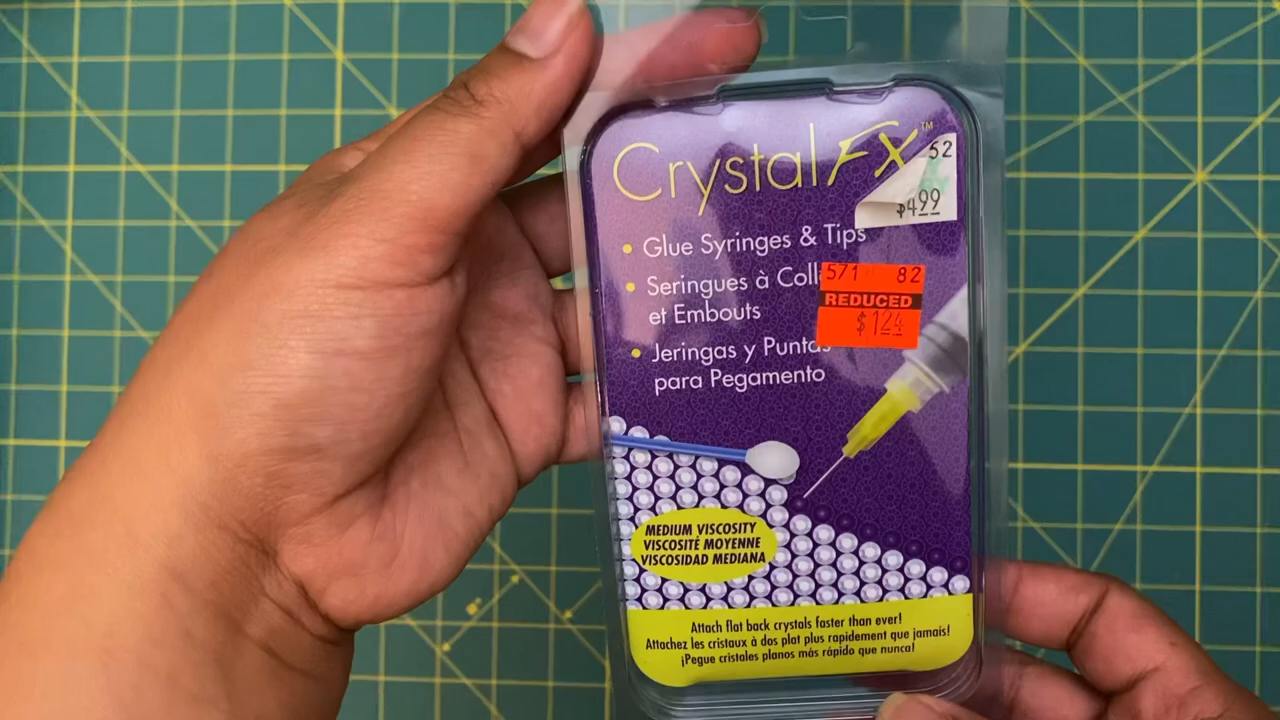 CrystalFX™
52
$4.99
• Glue Syringes & Tips
• Seringues à Coll
et Embouts
• Jeringas y Puntas
para Pegamento
571 82
REDUCED
$1.24
MEDIUM VISCOSITY
VISCOSITÉ MOYENNE
VISCOSIDAD MEDIANA
Attach flat back crystals faster than ever!
Attachez les cristaux à dos plat plus rapidement que jamais!
¡Pegue cristales planos más rápido que nunca!